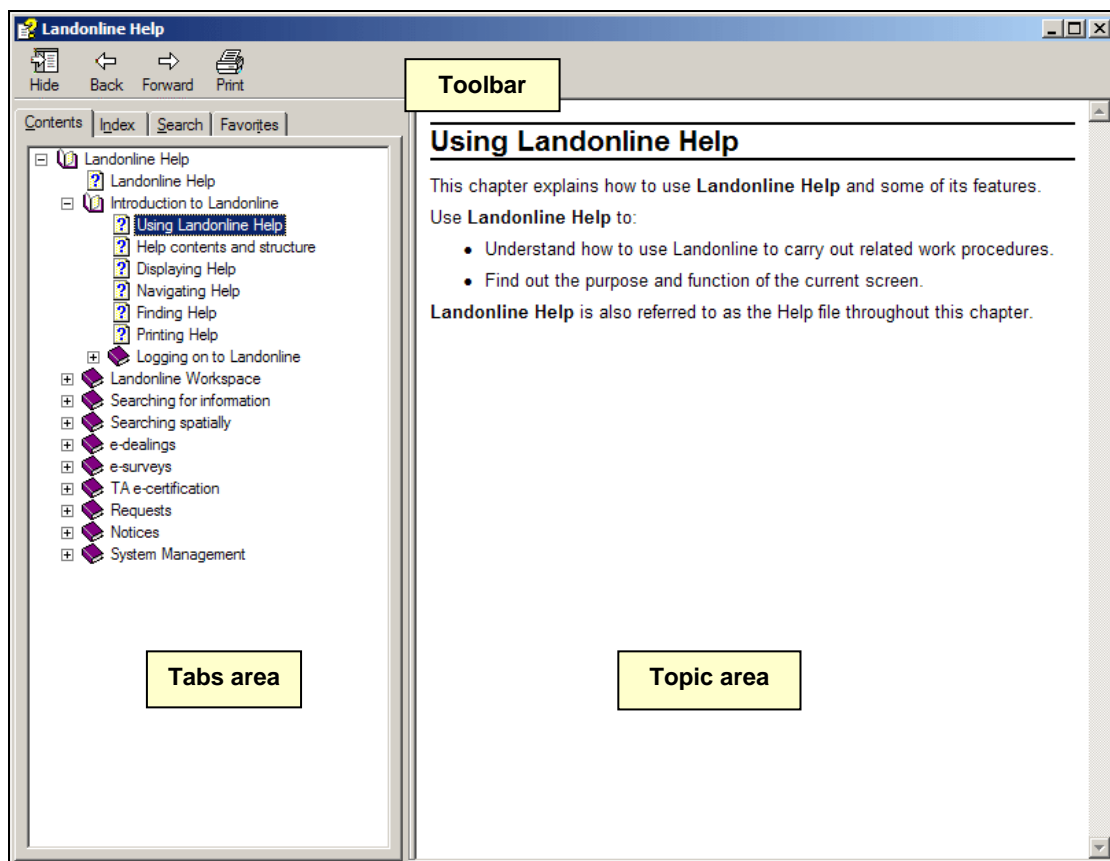 Landonline Help
Hide Back Forward Print
Toolbar
Contents Index Search Favorites
Landonline Help
Landonline Help
Introduction to Landonline
Using Landonline Help
Help contents and structure
Displaying Help
Navigating Help
Finding Help
Printing Help
Logging on to Landonline
Landonline Workspace
Searching for information
Searching spatially
e-dealings
e-surveys
TA e-certification
Requests
Notices
System Management
Tabs area
Using Landonline Help
This chapter explains how to use Landonline Help and some of its features.
Use Landonline Help to:
• Understand how to use Landonline to carry out related work procedures.
• Find out the purpose and function of the current screen.
Landonline Help is also referred to as the Help file throughout this chapter.
Topic area